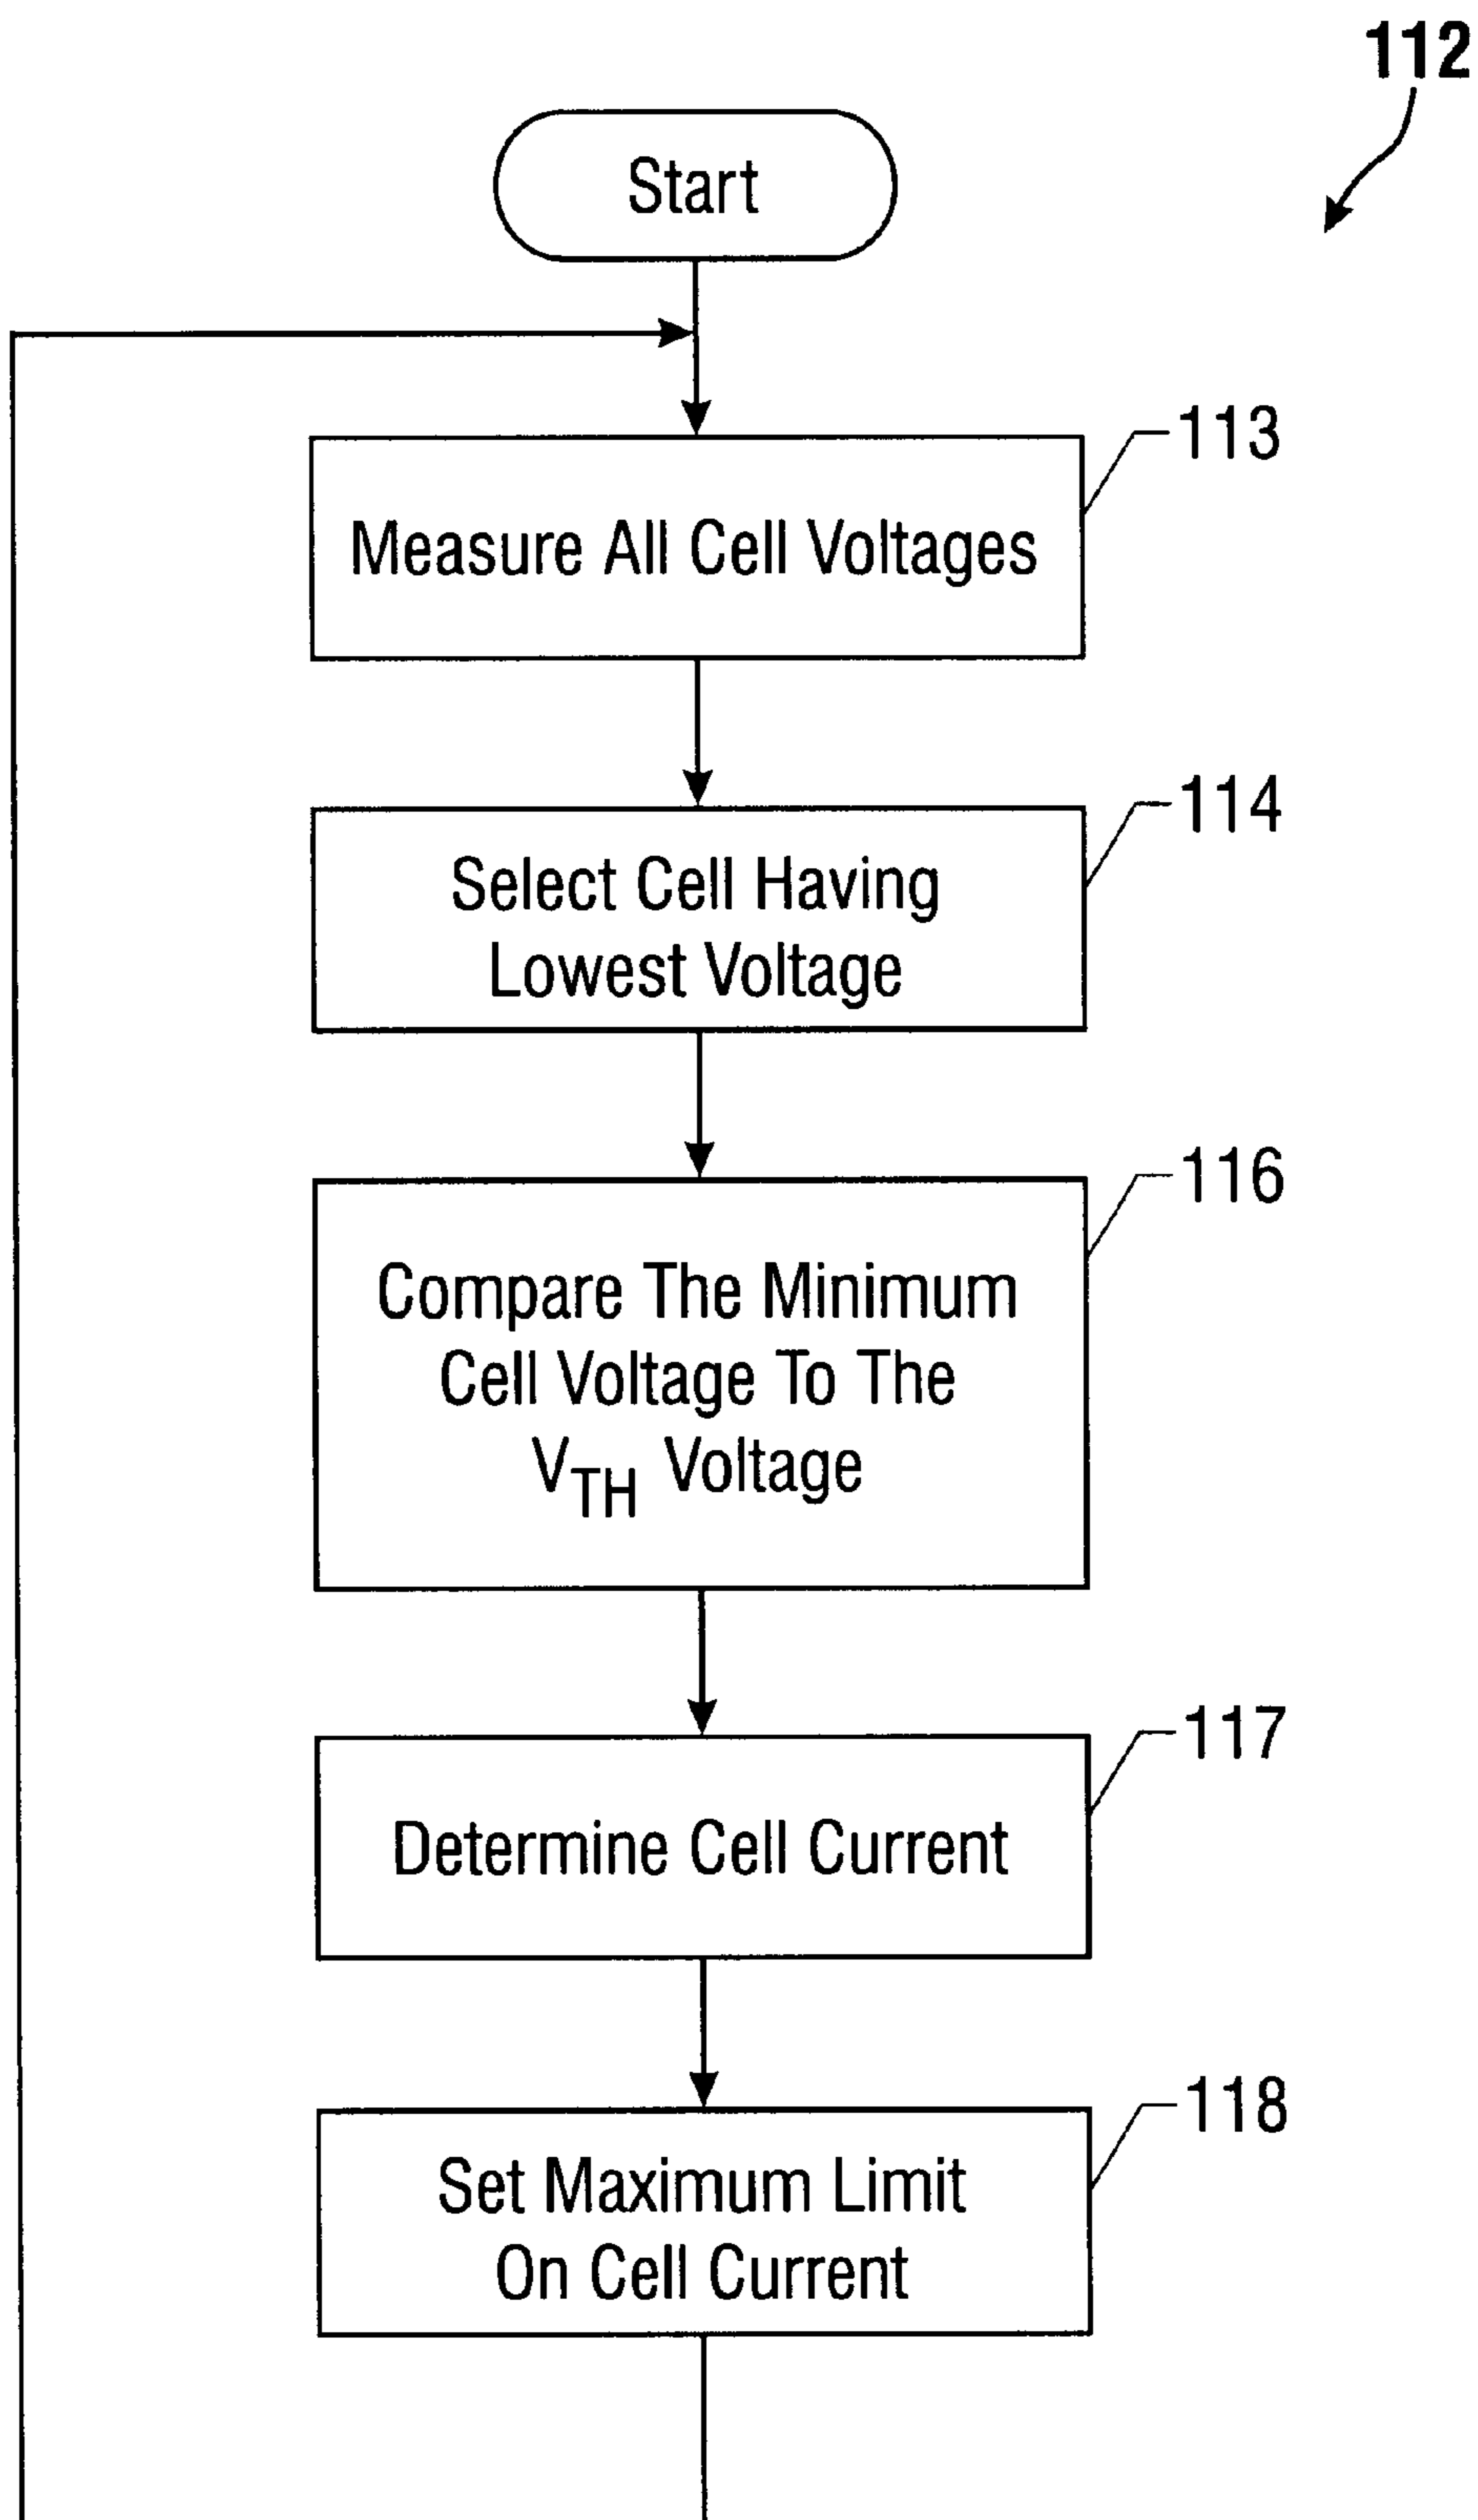 112
Start
113
Measure All Cell Voltages
114
Select Cell Having
Lowest Voltage
116
Compare The Minimum
Cell Voltage To The
V_TH Voltage
117
Determine Cell Current
118
Set Maximum Limit
On Cell Current